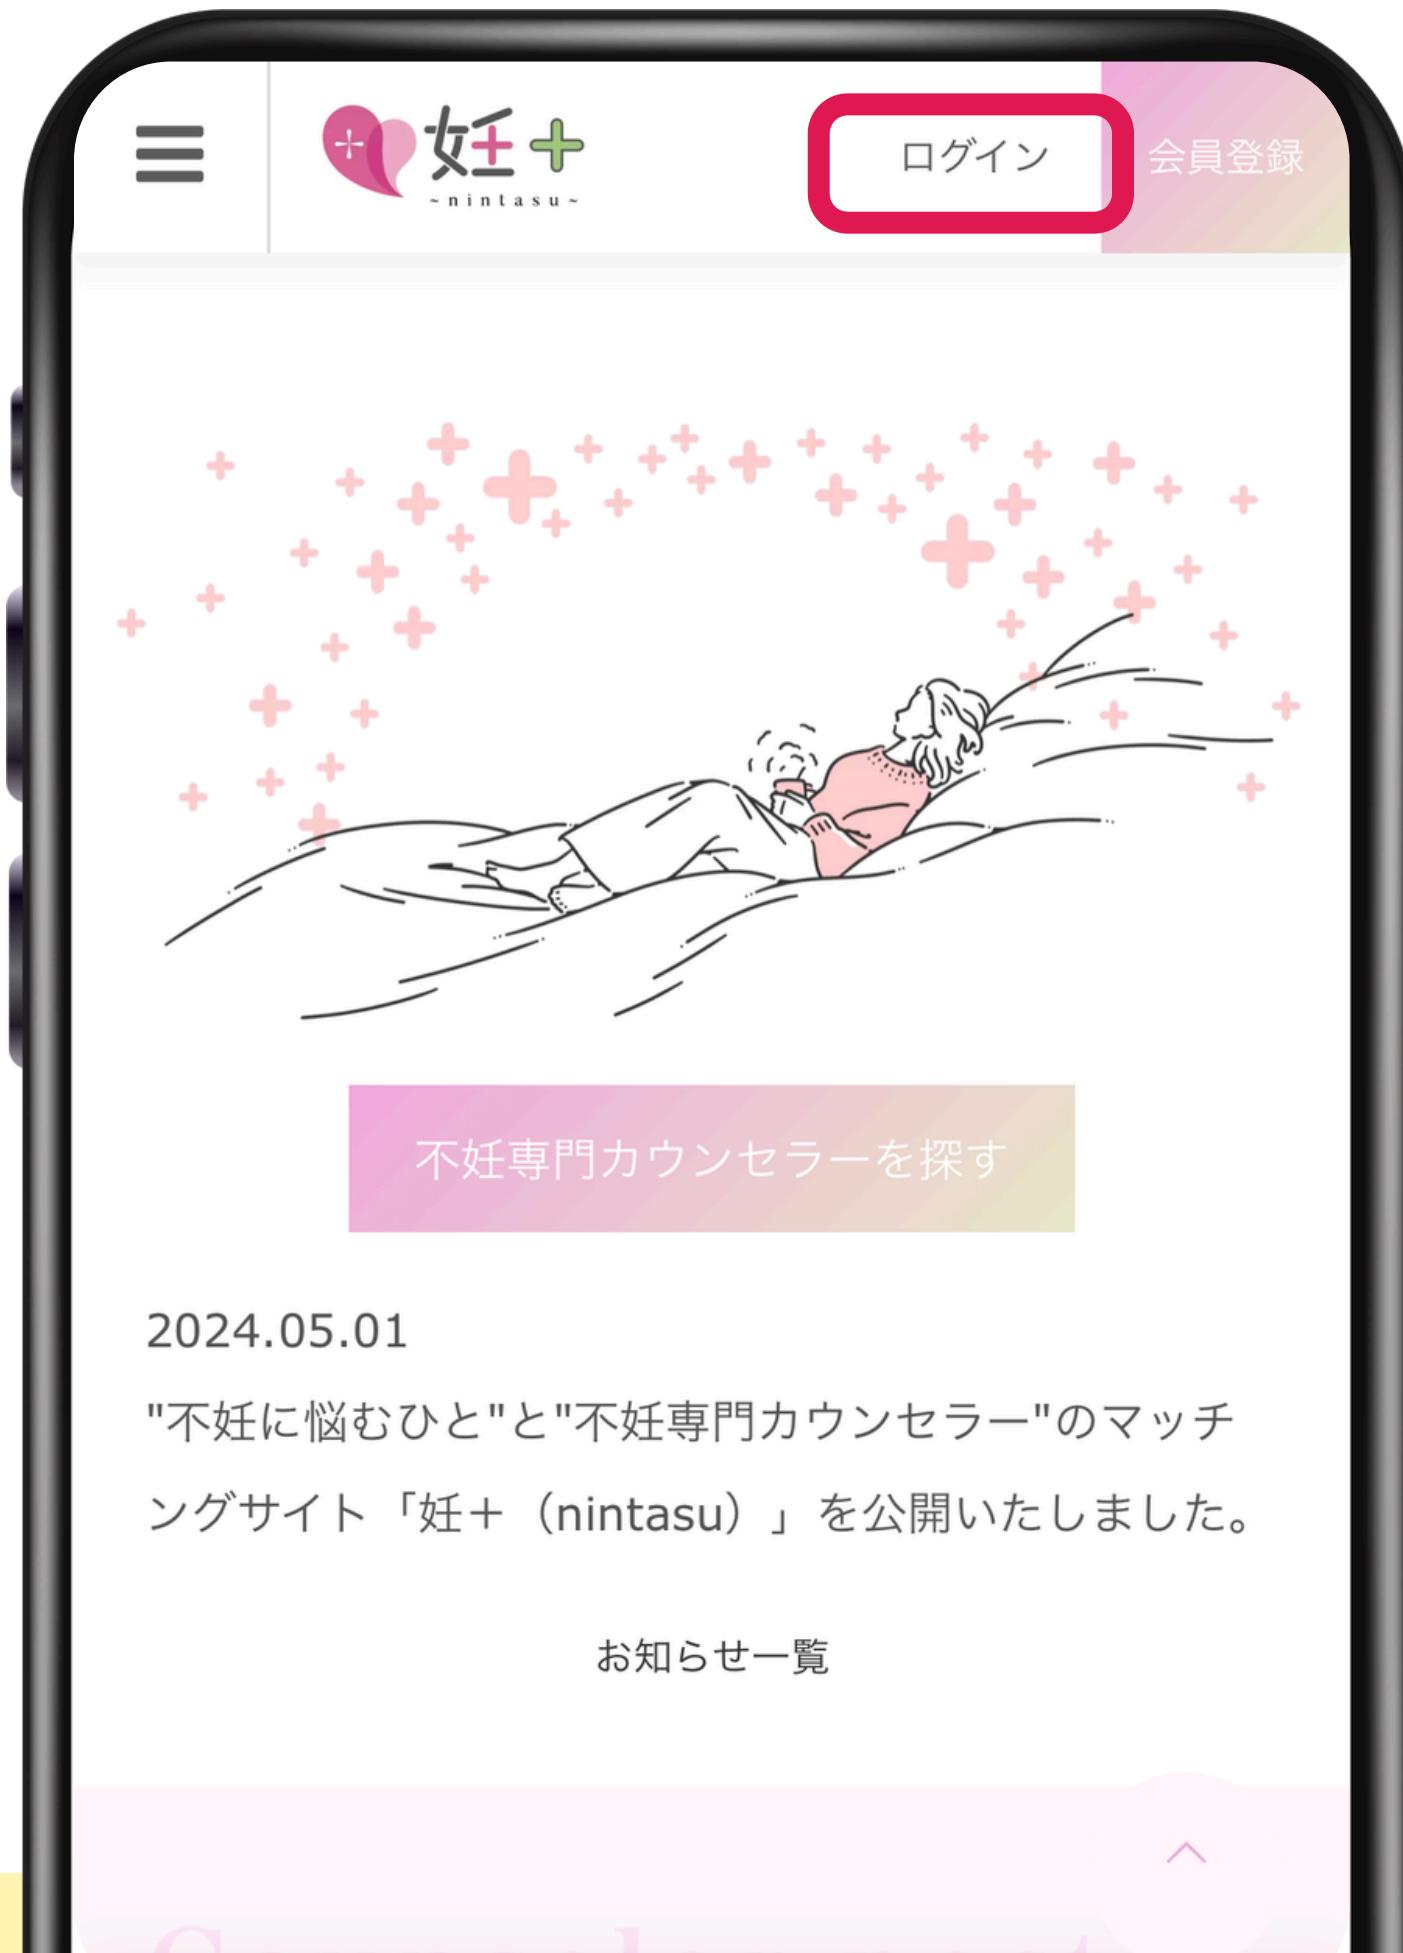 妊+
~nintasu~
ログイン
会員登録
不妊専門カウンセラーを探す
2024.05.01
"不妊に悩むひと"と"不妊専門カウンセラー"のマッチ
ングサイト「妊＋（nintasu）」を公開いたしました。
お知らせ一覧